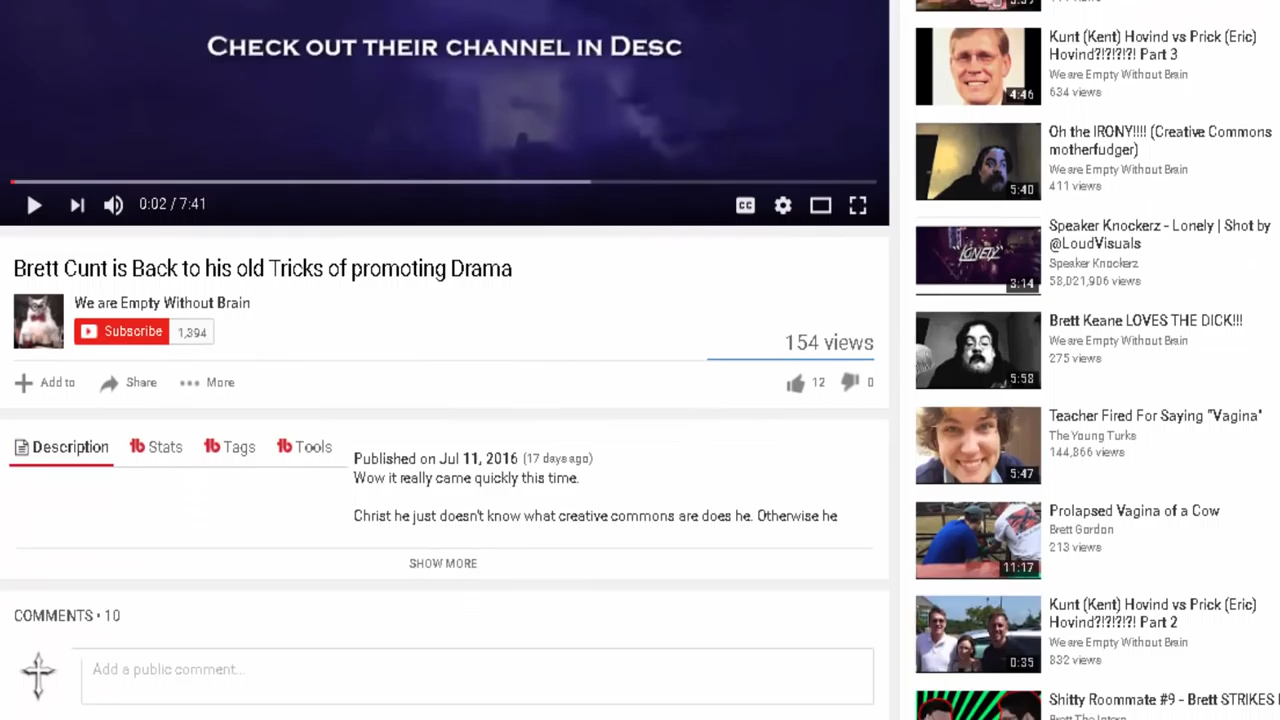 CHECK OUT THEIR CHANNEL IN DESC
0:02 / 7:41
CC
Brett Cunt is Back to his old Tricks of promoting Drama
We are Empty Without Brain
Subscribe 1,394
154 views
Add to Share More
12 0
Description Stats Tags Tools
Published on Jul 11, 2016 (17 days ago)
Wow it really came quickly this time.
Christ he just doesn't know what creative commons are does he. Otherwise he
SHOW MORE
COMMENTS • 10
Add a public comment...
Kunt (Kent) Hovind vs Prick (Eric)
Hovind?!?!?!?! Part 3
We are Empty Without Brain
634 views
4:46
Oh the IRONY!!!! (Creative Commons
motherfudger)
We are Empty Without Brain
411 views
5:40
Speaker Knockerz - Lonely | Shot by
@LoudVisuals
Speaker Knockerz
58,021,906 views
"LONELY"
3:14
Brett Keane LOVES THE DICK!!!
We are Empty Without Brain
275 views
5:58
Teacher Fired For Saying "Vagina"
The Young Turks
144,866 views
5:47
Prolapsed Vagina of a Cow
Brett Gordon
213 views
11:17
Kunt (Kent) Hovind vs Prick (Eric)
Hovind?!?!?!?! Part 2
We are Empty Without Brain
832 views
0:35
Shitty Roommate #9 - Brett STRIKES
Brett The Intern